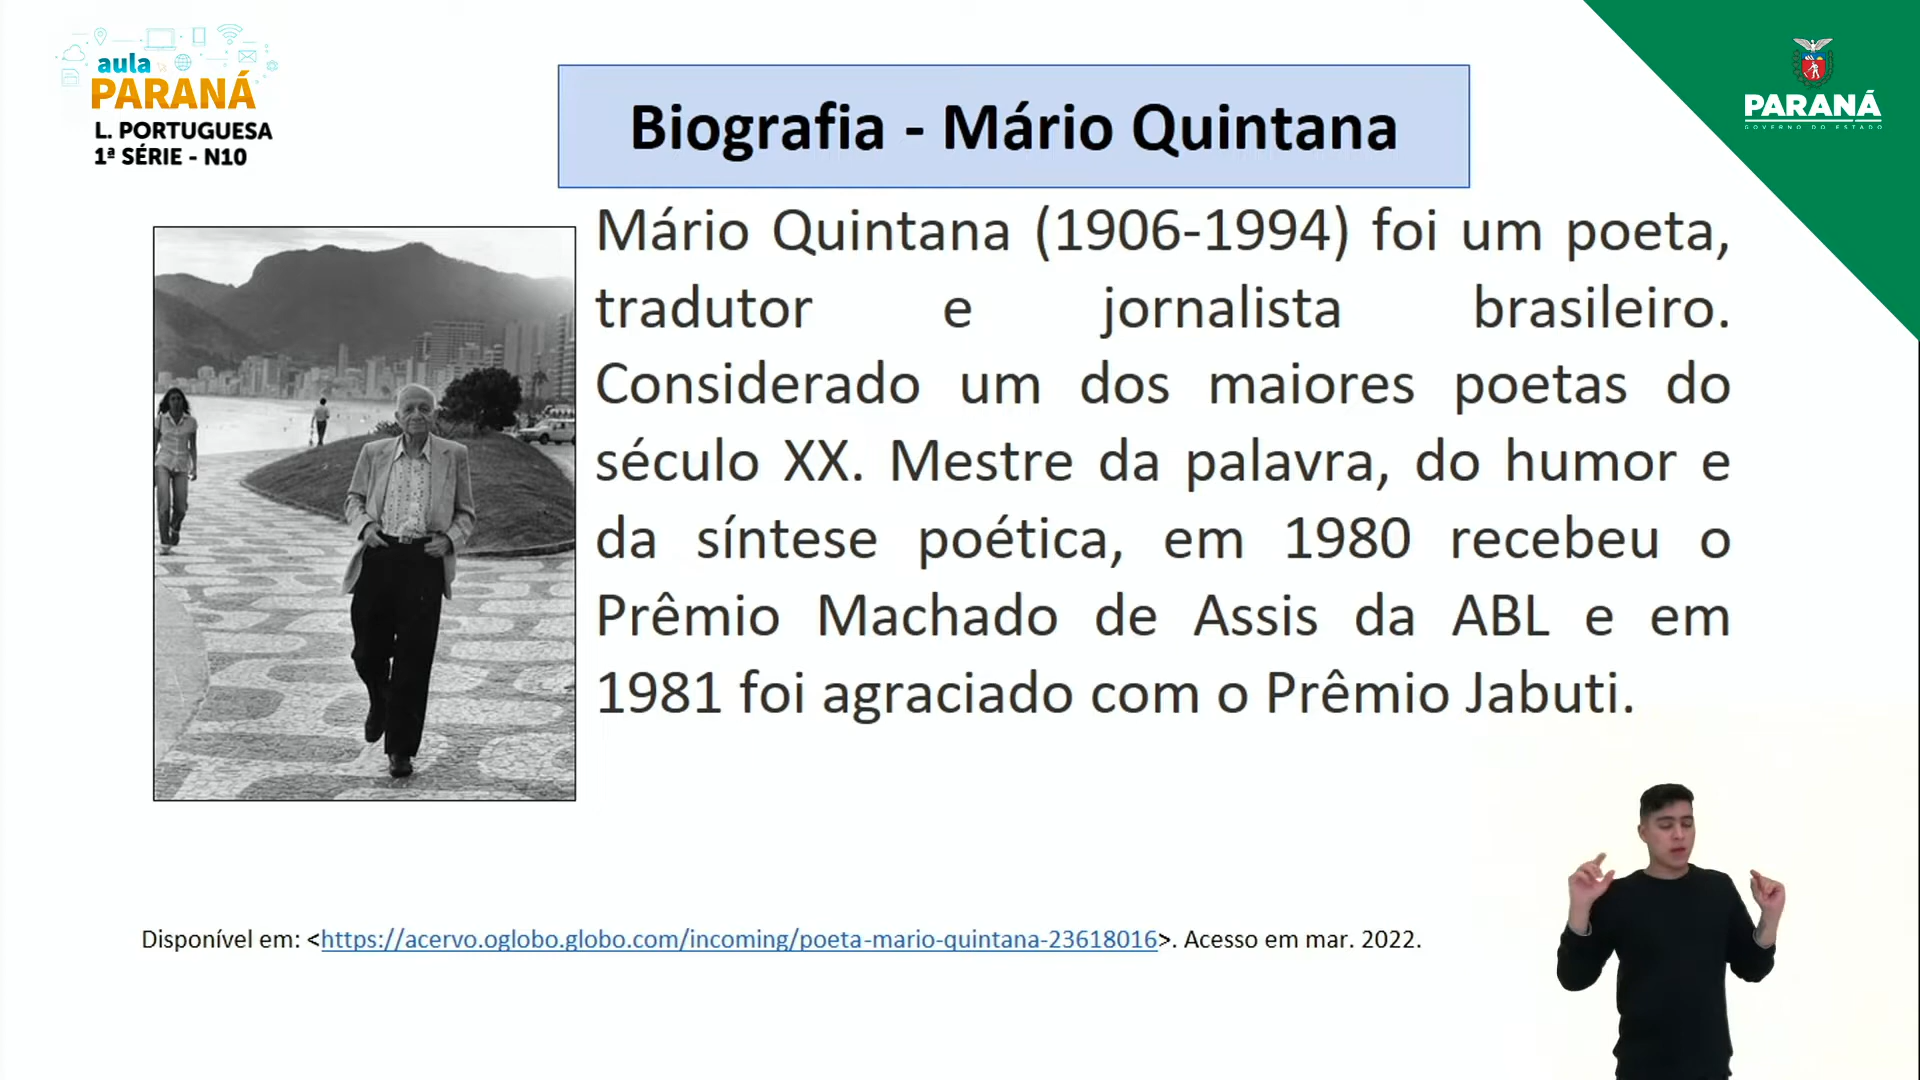 aula
PARANÁ
L. PORTUGUESA
1ª SÉRIE - N10
PARANÁ
GOVERNO DO ESTADO
Biografia - Mário Quintana
Mário Quintana (1906-1994) foi um poeta,
tradutor e jornalista brasileiro.
Considerado um dos maiores poetas do
século XX. Mestre da palavra, do humor e
da síntese poética, em 1980 recebeu o
Prêmio Machado de Assis da ABL e em
1981 foi agraciado com o Prêmio Jabuti.
Disponível em: <https://acervo.oglobo.globo.com/incoming/poeta-mario-quintana-23618016>. Acesso em mar. 2022.